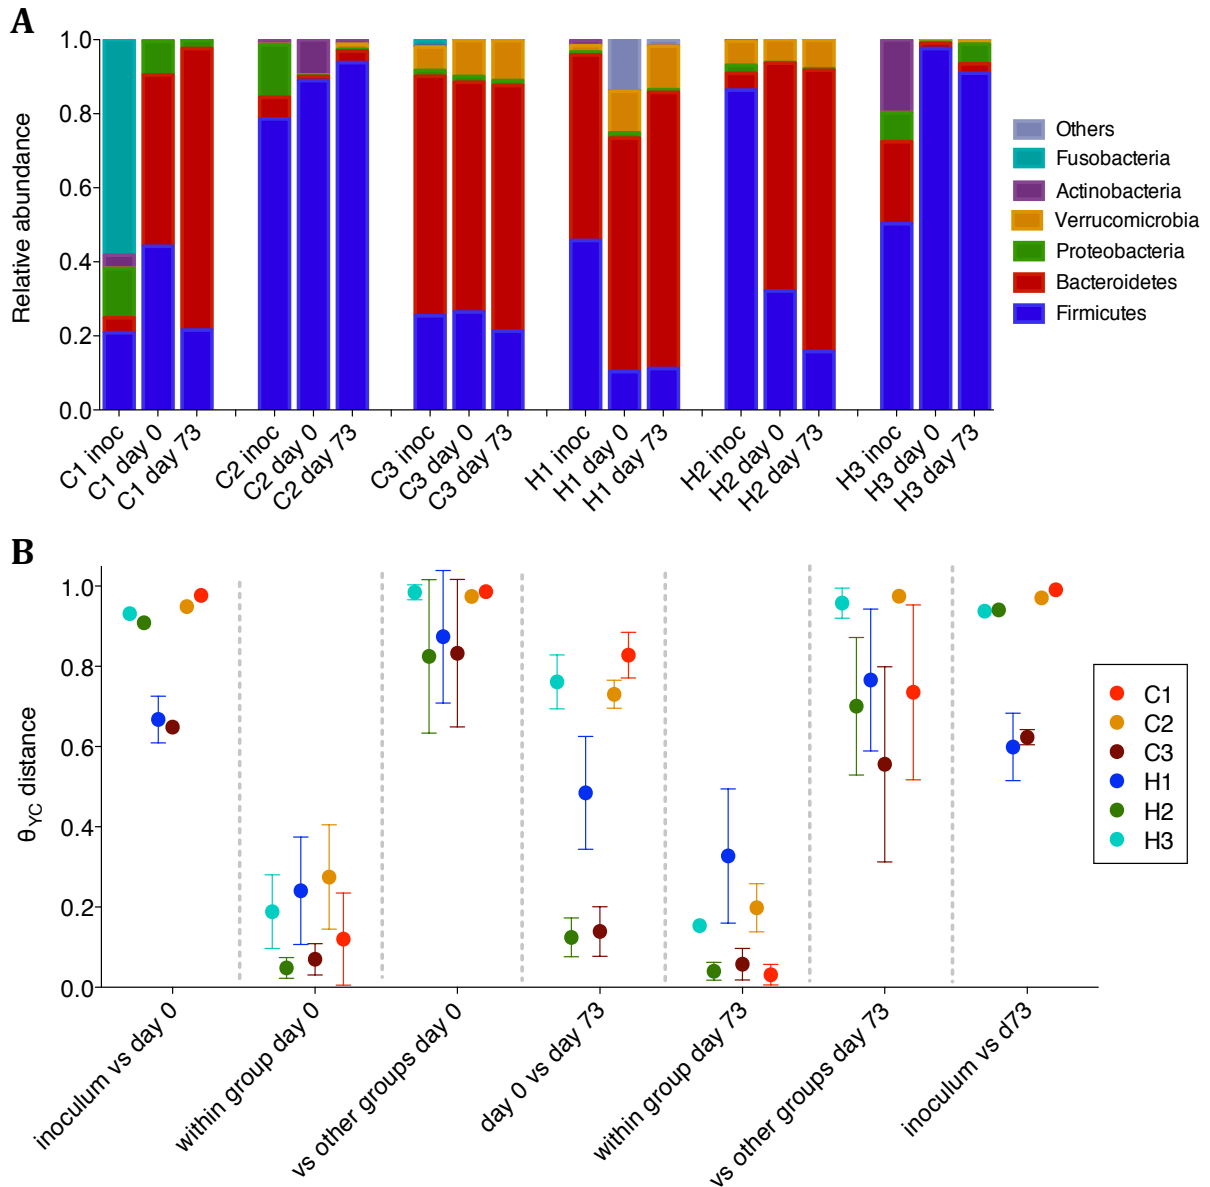 A
Relative abundance
1.0
0.8
0.6
0.4
0.2
0.0
C1 inoc
C1 day 0
C1 day 73
C2 inoc
C2 day 0
C2 day 73
C3 inoc
C3 day 0
C3 day 73
H1 inoc
H1 day 0
H1 day 73
H2 inoc
H2 day 0
H2 day 73
H3 inoc
H3 day 0
H3 day 73
Others
Fusobacteria
Actinobacteria
Verrucomicrobia
Proteobacteria
Bacteroidetes
Firmicutes
B
θYC distance
1.0
0.8
0.6
0.4
0.2
0.0
inoculum vs day 0
within group day 0
vs other groups day 0
day 0 vs day 73
within group day 73
vs other groups day 73
inoculum vs d73
C1
C2
C3
H1
H2
H3